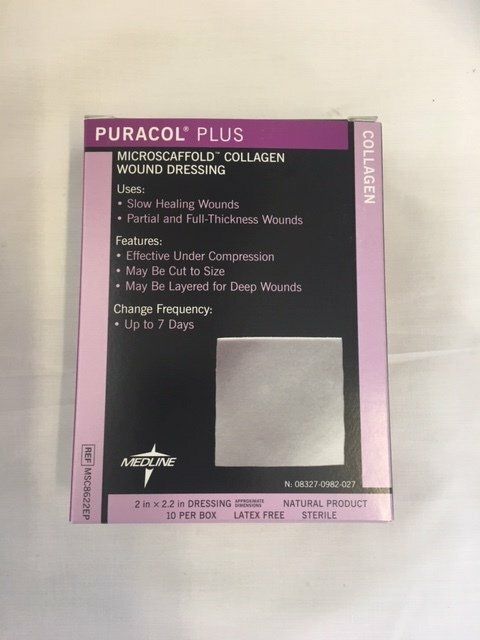 PURACOL® PLUS
COLLAGEN
MICROSCAFFOLD™ COLLAGEN
WOUND DRESSING
Uses:
• Slow Healing Wounds
• Partial and Full-Thickness Wounds
Features:
• Effective Under Compression
• May Be Cut to Size
• May Be Layered for Deep Wounds
Change Frequency:
• Up to 7 Days
MEDLINE
REF MSC8622EP
N: 08327-0982-027
2 in × 2.2 in DRESSING APPROXIMATE DIMENSIONS NATURAL PRODUCT
10 PER BOX LATEX FREE STERILE